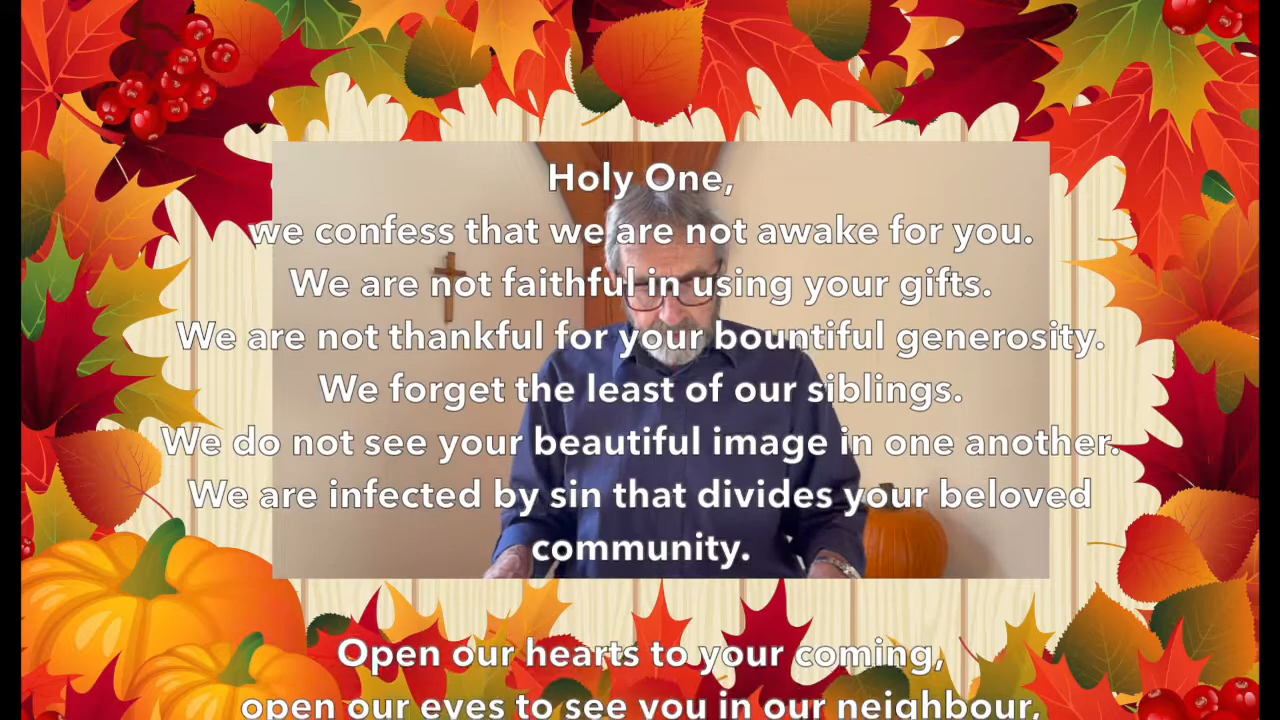 Holy One,
we confess that we are not awake for you.
We are not faithful in using your gifts.
We are not thankful for your bountiful generosity.
We forget the least of our siblings.
We do not see your beautiful image in one another.
We are infected by sin that divides your beloved
community.
Open our hearts to your coming,
open our eyes to see you in our neighbour,